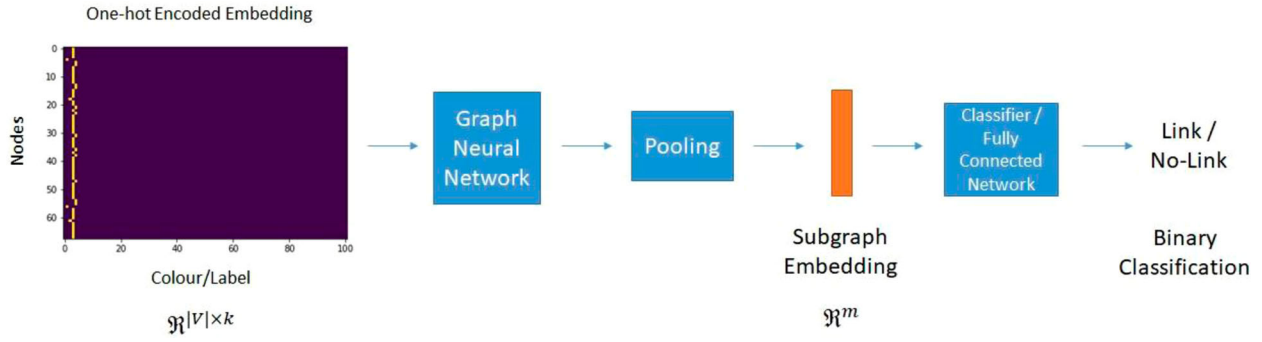 One-hot Encoded Embedding
0
10
20
30
40
50
60
Nodes
0
20
40
60
80
100
Colour/Label
ℜ^{|V|×k}
Graph
Neural
Network
Pooling
Subgraph
Embedding
ℜ^m
Classifier /
Fully
Connected
Network
Link /
No-Link
Binary
Classification